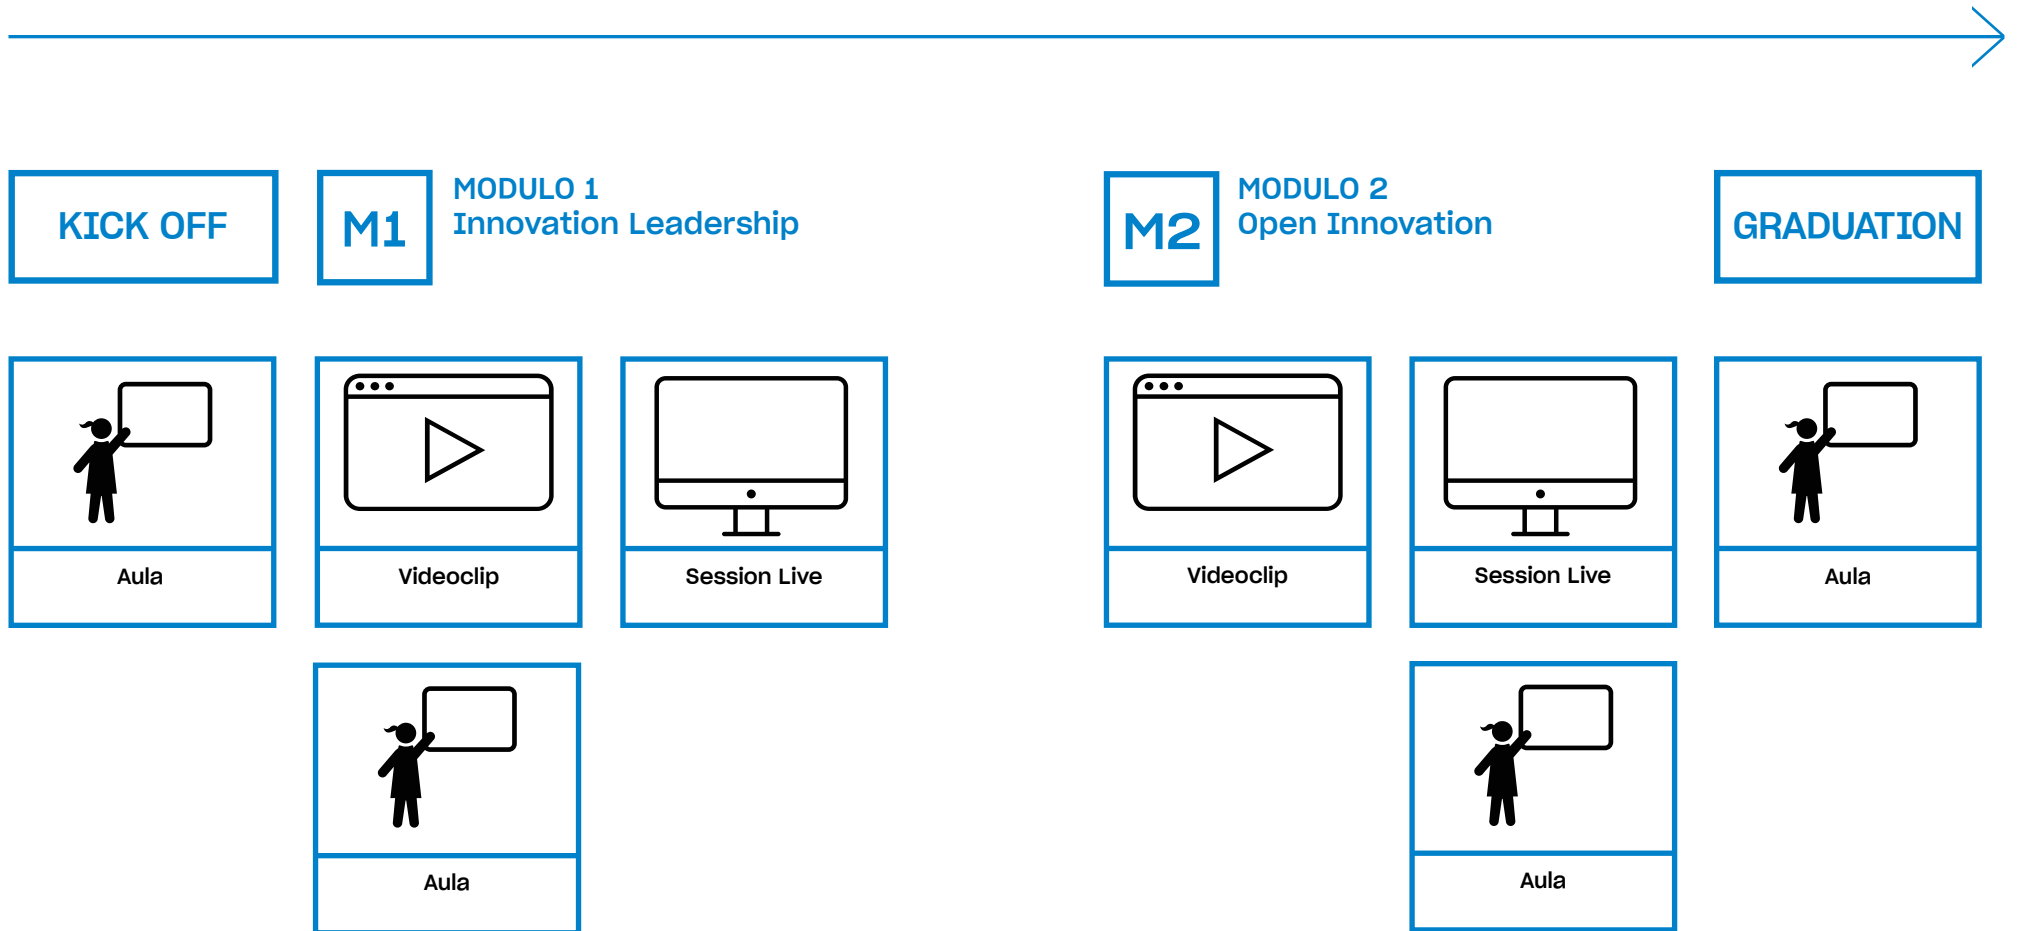 KICK OFF
M1
MODULO 1
Innovation Leadership
M2
MODULO 2
Open Innovation
GRADUATION
Aula
Videoclip
Session Live
Videoclip
Session Live
Aula
Aula
Aula